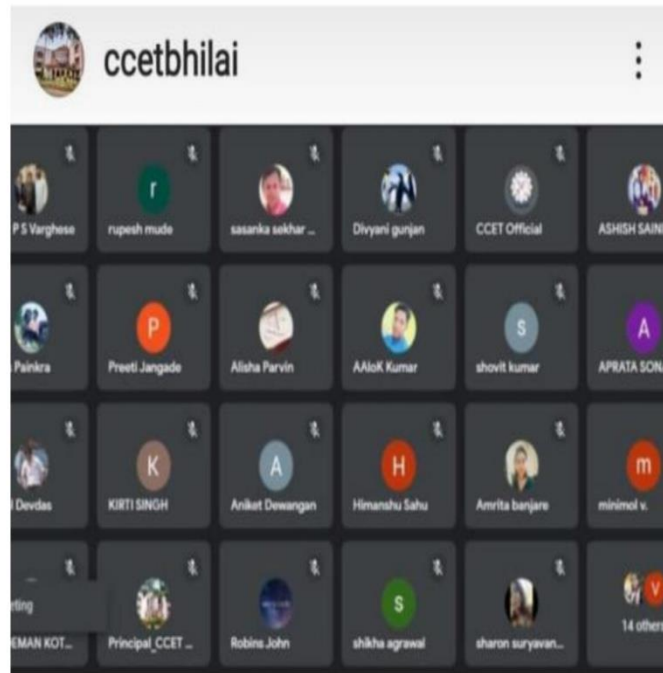 ccetbhilai
P S Varghese rupesh mude sasanka sekhar ... Divyani gunjan CCET Official ASHISH SAIN
r
Painkra Preeti Jangade Alisha Parvin AAloK Kumar shovit kumar APRATA SON
P S A
Devdas KIRTI SINGH Aniket Dewangan Himanshu Sahu Amrita banjare minimol v.
K A H m
eting
EMAN KOT... Principal_CCET ... Robins John shikha agrawal sharon suryavan... 14 others
S V